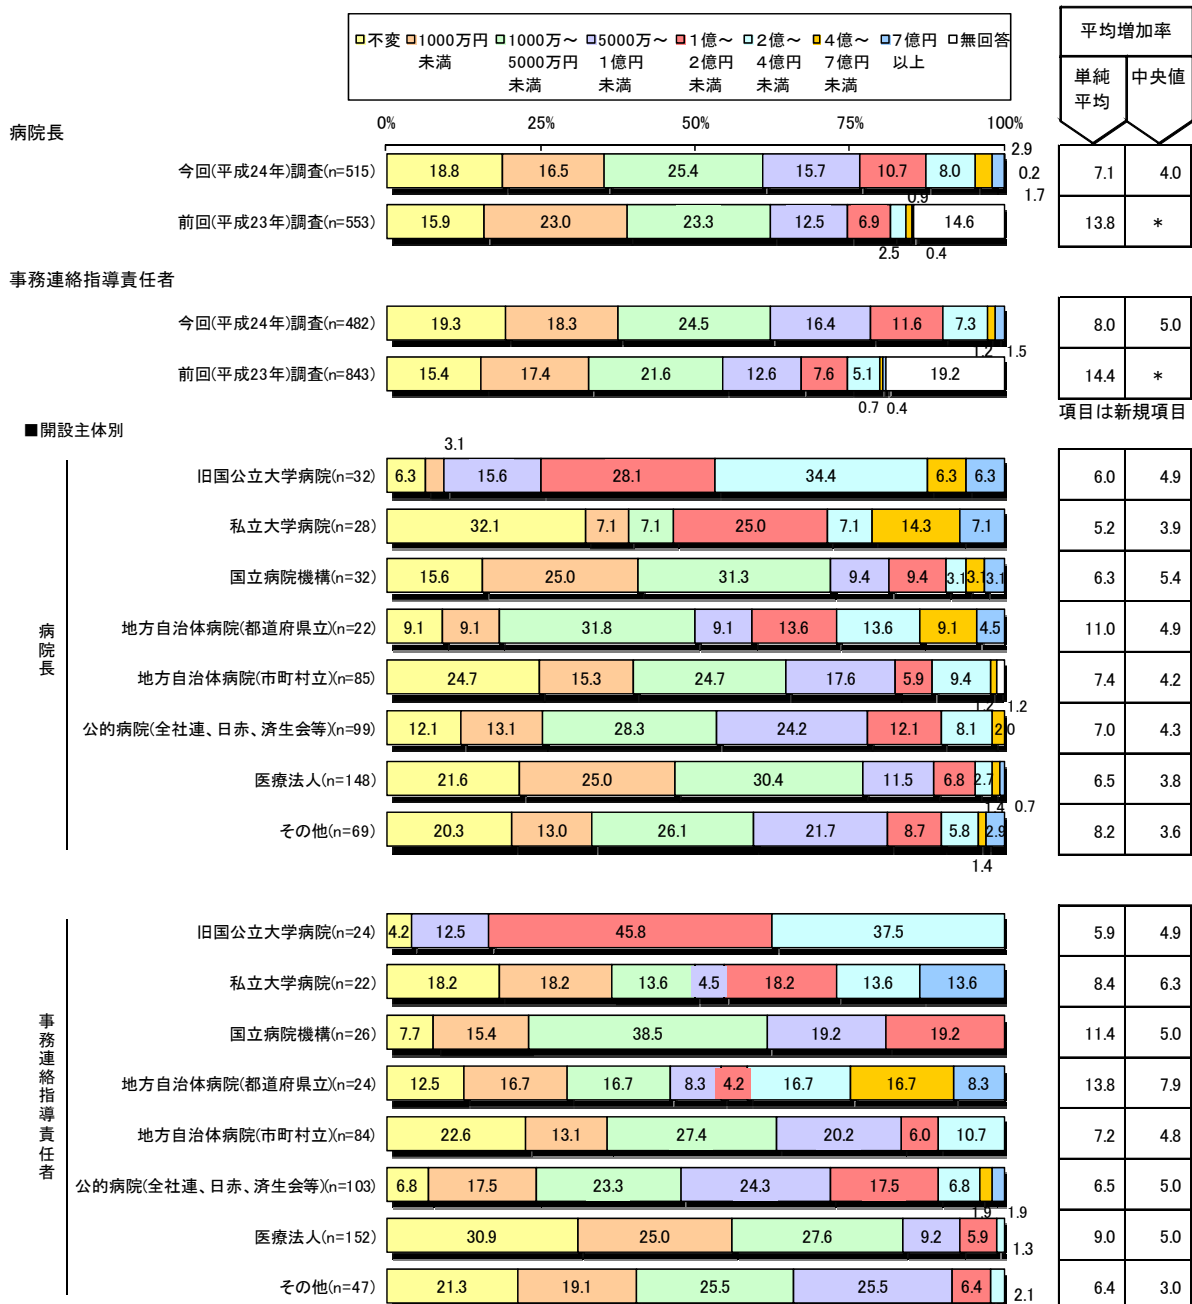 □不変 □1000万円未満 □1000万～5000万円未満 □5000万～1億円未満 ■1億～2億円未満 □2億～4億円未満 ■4億～7億円未満 ■7億円以上 □無回答
平均増加率
単純平均 中央値
0% 25% 50% 75% 100%
病院長
今回(平成24年)調査(n=515) 18.8 16.5 25.4 15.7 10.7 8.0 2.9 0.2 1.7 7.1 4.0
前回(平成23年)調査(n=553) 15.9 23.0 23.3 12.5 6.9 2.5 0.9 0.4 14.6 13.8 *
事務連絡指導責任者
今回(平成24年)調査(n=482) 19.3 18.3 24.5 16.4 11.6 7.3 1.2 1.5 8.0 5.0
前回(平成23年)調査(n=843) 15.4 17.4 21.6 12.6 7.6 5.1 0.7 0.4 19.2 14.4 *
項目は新規項目
■開設主体別
病院長
旧国公立大学病院(n=32) 6.3 3.1 15.6 28.1 34.4 6.3 6.3 6.0 4.9
私立大学病院(n=28) 32.1 7.1 7.1 25.0 7.1 14.3 7.1 5.2 3.9
国立病院機構(n=32) 15.6 25.0 31.3 9.4 9.4 3.1 3.1 3.1 6.3 5.4
地方自治体病院(都道府県立)(n=22) 9.1 9.1 31.8 9.1 13.6 13.6 9.1 4.5 11.0 4.9
地方自治体病院(市町村立)(n=85) 24.7 15.3 24.7 17.6 5.9 9.4 1.2 1.2 7.4 4.2
公的病院(全社連、日赤、済生会等)(n=99) 12.1 13.1 28.3 24.2 12.1 8.1 2.0 7.0 4.3
医療法人(n=148) 21.6 25.0 30.4 11.5 6.8 2.7 1.4 0.7 6.5 3.8
その他(n=69) 20.3 13.0 26.1 21.7 8.7 5.8 1.4 2.9 8.2 3.6
事務連絡指導責任者
旧国公立大学病院(n=24) 4.2 12.5 45.8 37.5 5.9 4.9
私立大学病院(n=22) 18.2 18.2 13.6 4.5 18.2 13.6 13.6 8.4 6.3
国立病院機構(n=26) 7.7 15.4 38.5 19.2 19.2 11.4 5.0
地方自治体病院(都道府県立)(n=24) 12.5 16.7 16.7 8.3 4.2 16.7 16.7 8.3 13.8 7.9
地方自治体病院(市町村立)(n=84) 22.6 13.1 27.4 20.2 6.0 10.7 7.2 4.8
公的病院(全社連、日赤、済生会等)(n=103) 6.8 17.5 23.3 24.3 17.5 6.8 1.9 1.9 6.5 5.0
医療法人(n=152) 30.9 25.0 27.6 9.2 5.9 1.3 9.0 5.0
その他(n=47) 21.3 19.1 25.5 25.5 6.4 2.1 6.4 3.0